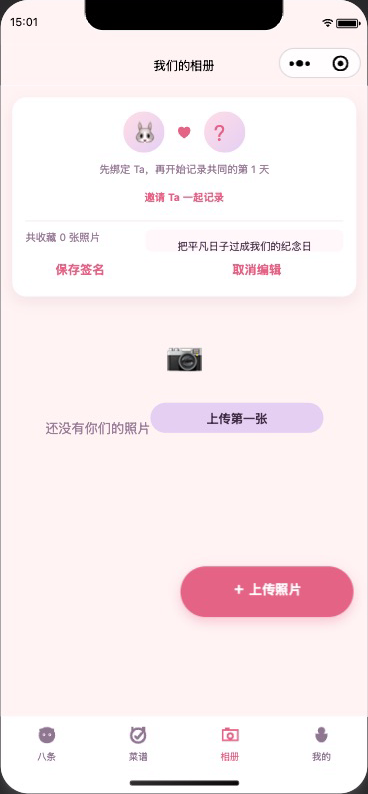 15:01
我们的相册
?
先绑定 Ta，再开始记录共同的第 1 天
邀请 Ta 一起记录
共收藏 0 张照片
把平凡日子过成我们的纪念日
保存签名
取消编辑
还没有你们的照片
上传第一张
+ 上传照片
八条
菜谱
相册
我的